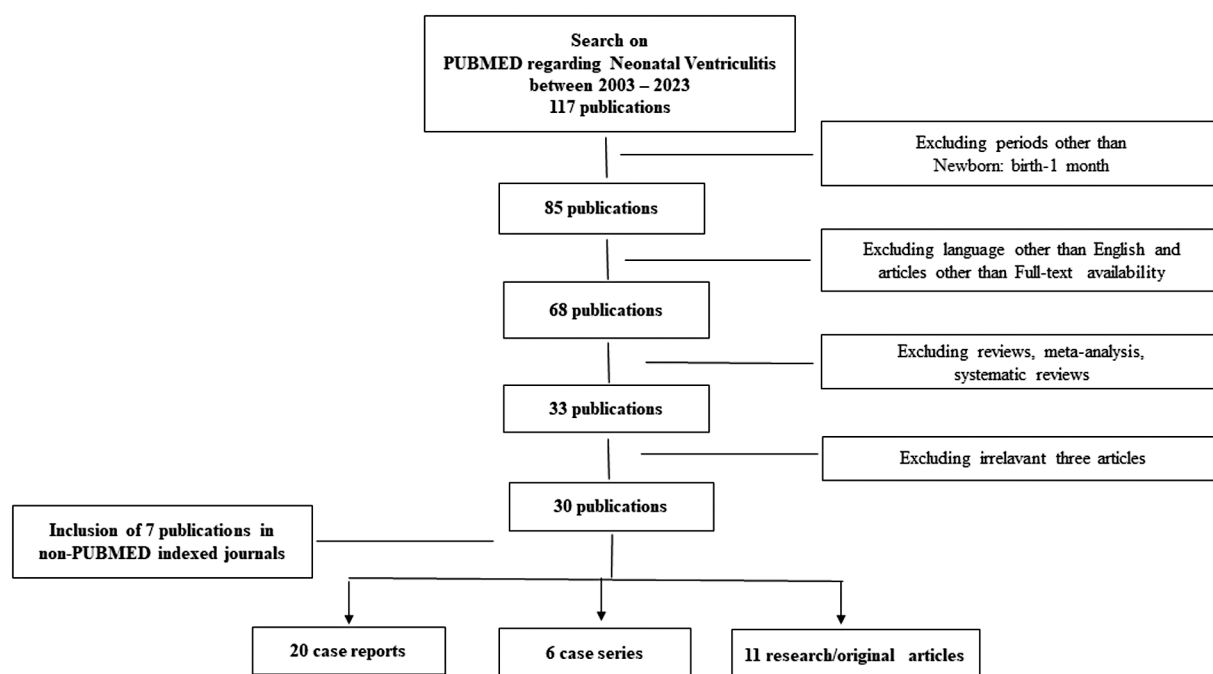 Search on
PUBMED regarding Neonatal Ventriculitis
between 2003 – 2023
117 publications
Excluding periods other than
Newborn: birth-1 month
85 publications
Excluding language other than English and
articles other than Full-text availability
68 publications
Excluding reviews, meta-analysis,
systematic reviews
33 publications
Excluding irrelavant three articles
30 publications
Inclusion of 7 publications in
non-PUBMED indexed journals
20 case reports
6 case series
11 research/original articles